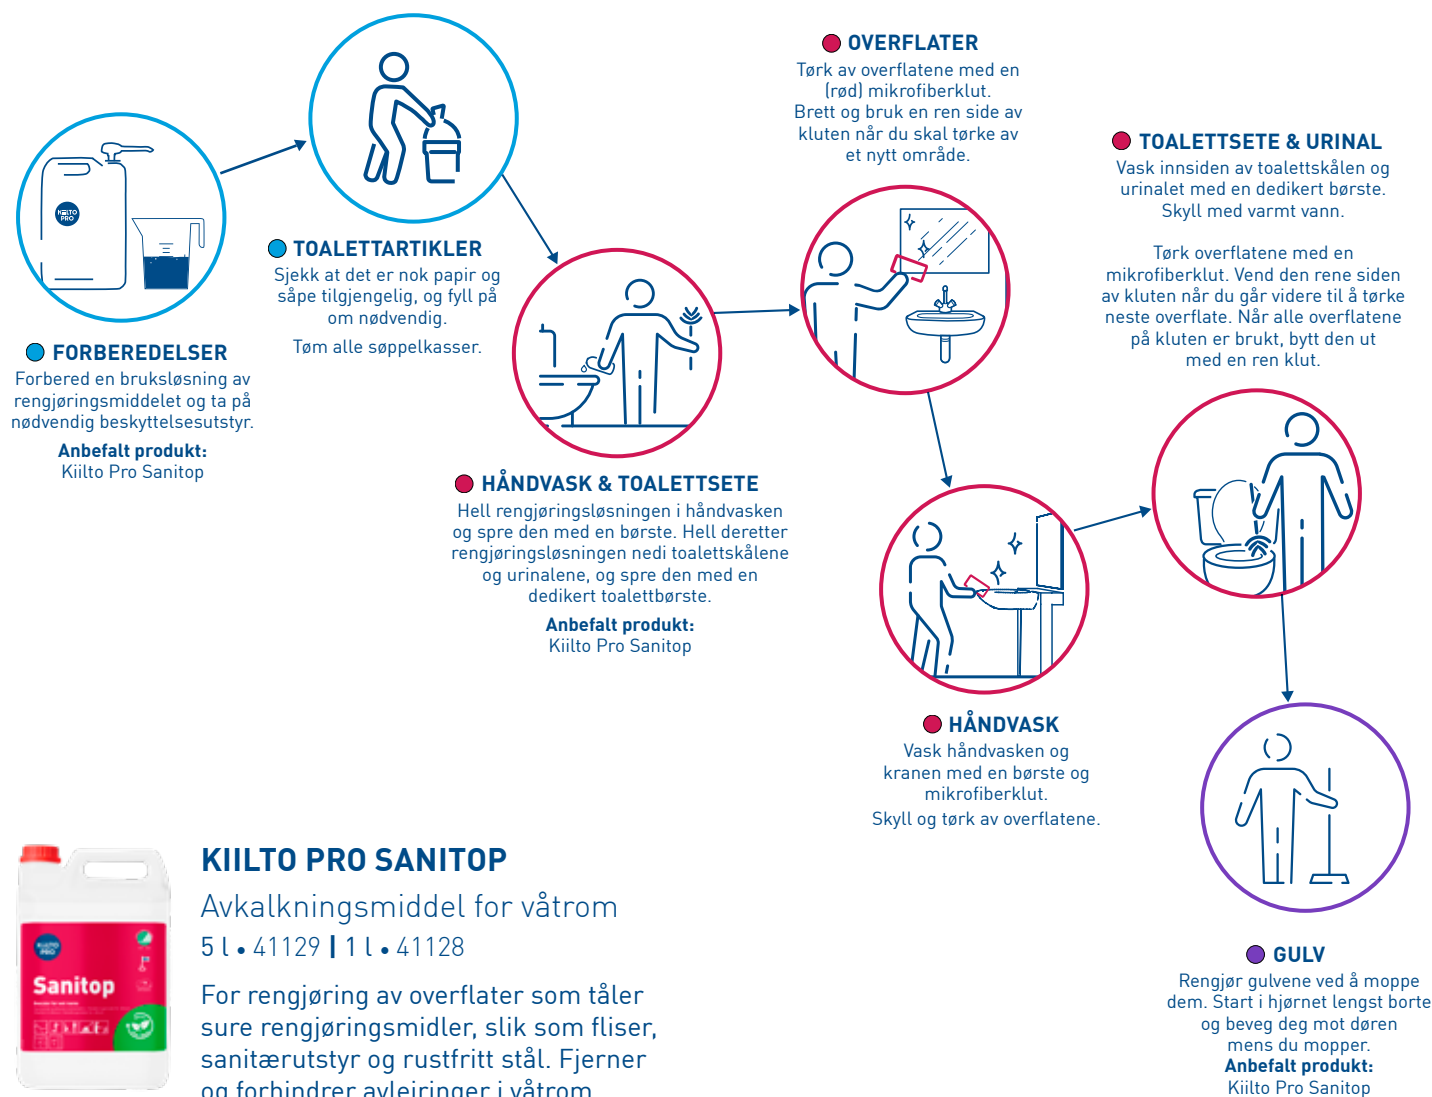 KIILTO
PRO
FORBEREDELSER
Forbered en bruksløsning av
rengjøringsmiddelet og ta på
nødvendig beskyttelsesutstyr.
Anbefalt produkt:
Kiilto Pro Sanitop
TOALETTARTIKLER
Sjekk at det er nok papir og
såpe tilgjengelig, og fyll på
om nødvendig.
Tøm alle søppelkasser.
HÅNDVASK & TOALETTSETE
Hell rengjøringsløsningen i håndvasken
og spre den med en børste. Hell deretter
rengjøringsløsningen nedi toalettskålene
og urinalene, og spre den med en
dedikert toalettbørste.
Anbefalt produkt:
Kiilto Pro Sanitop
OVERFLATER
Tørk av overflatene med en
(rød) mikrofiberklut.
Brett og bruk en ren side av
kluten når du skal tørke av
et nytt område.
HÅNDVASK
Vask håndvasken og
kranen med en børste og
mikrofiberklut.
Skyll og tørk av overflatene.
TOALETTSETE & URINAL
Vask innsiden av toalettskålen og
urinalet med en dedikert børste.
Skyll med varmt vann.
Tørk overflatene med en
mikrofiberklut. Vend den rene siden
av kluten når du går videre til å tørke
neste overflate. Når alle overflatene
på kluten er brukt, bytt den ut
med en ren klut.
GULV
Rengjør gulvene ved å moppe
dem. Start i hjørnet lengst borte
og beveg deg mot døren
mens du mopper.
Anbefalt produkt:
Kiilto Pro Sanitop
KIILTO
PRO
Sanitop
KIILTO PRO SANITOP
Avkalkningsmiddel for våtrom
5 l • 41129 | 1 l • 41128
For rengjøring av overflater som tåler
sure rengjøringsmidler, slik som fliser,
sanitærutstyr og rustfritt stål. Fjerner
og forhindrer avleiringer i våtrom